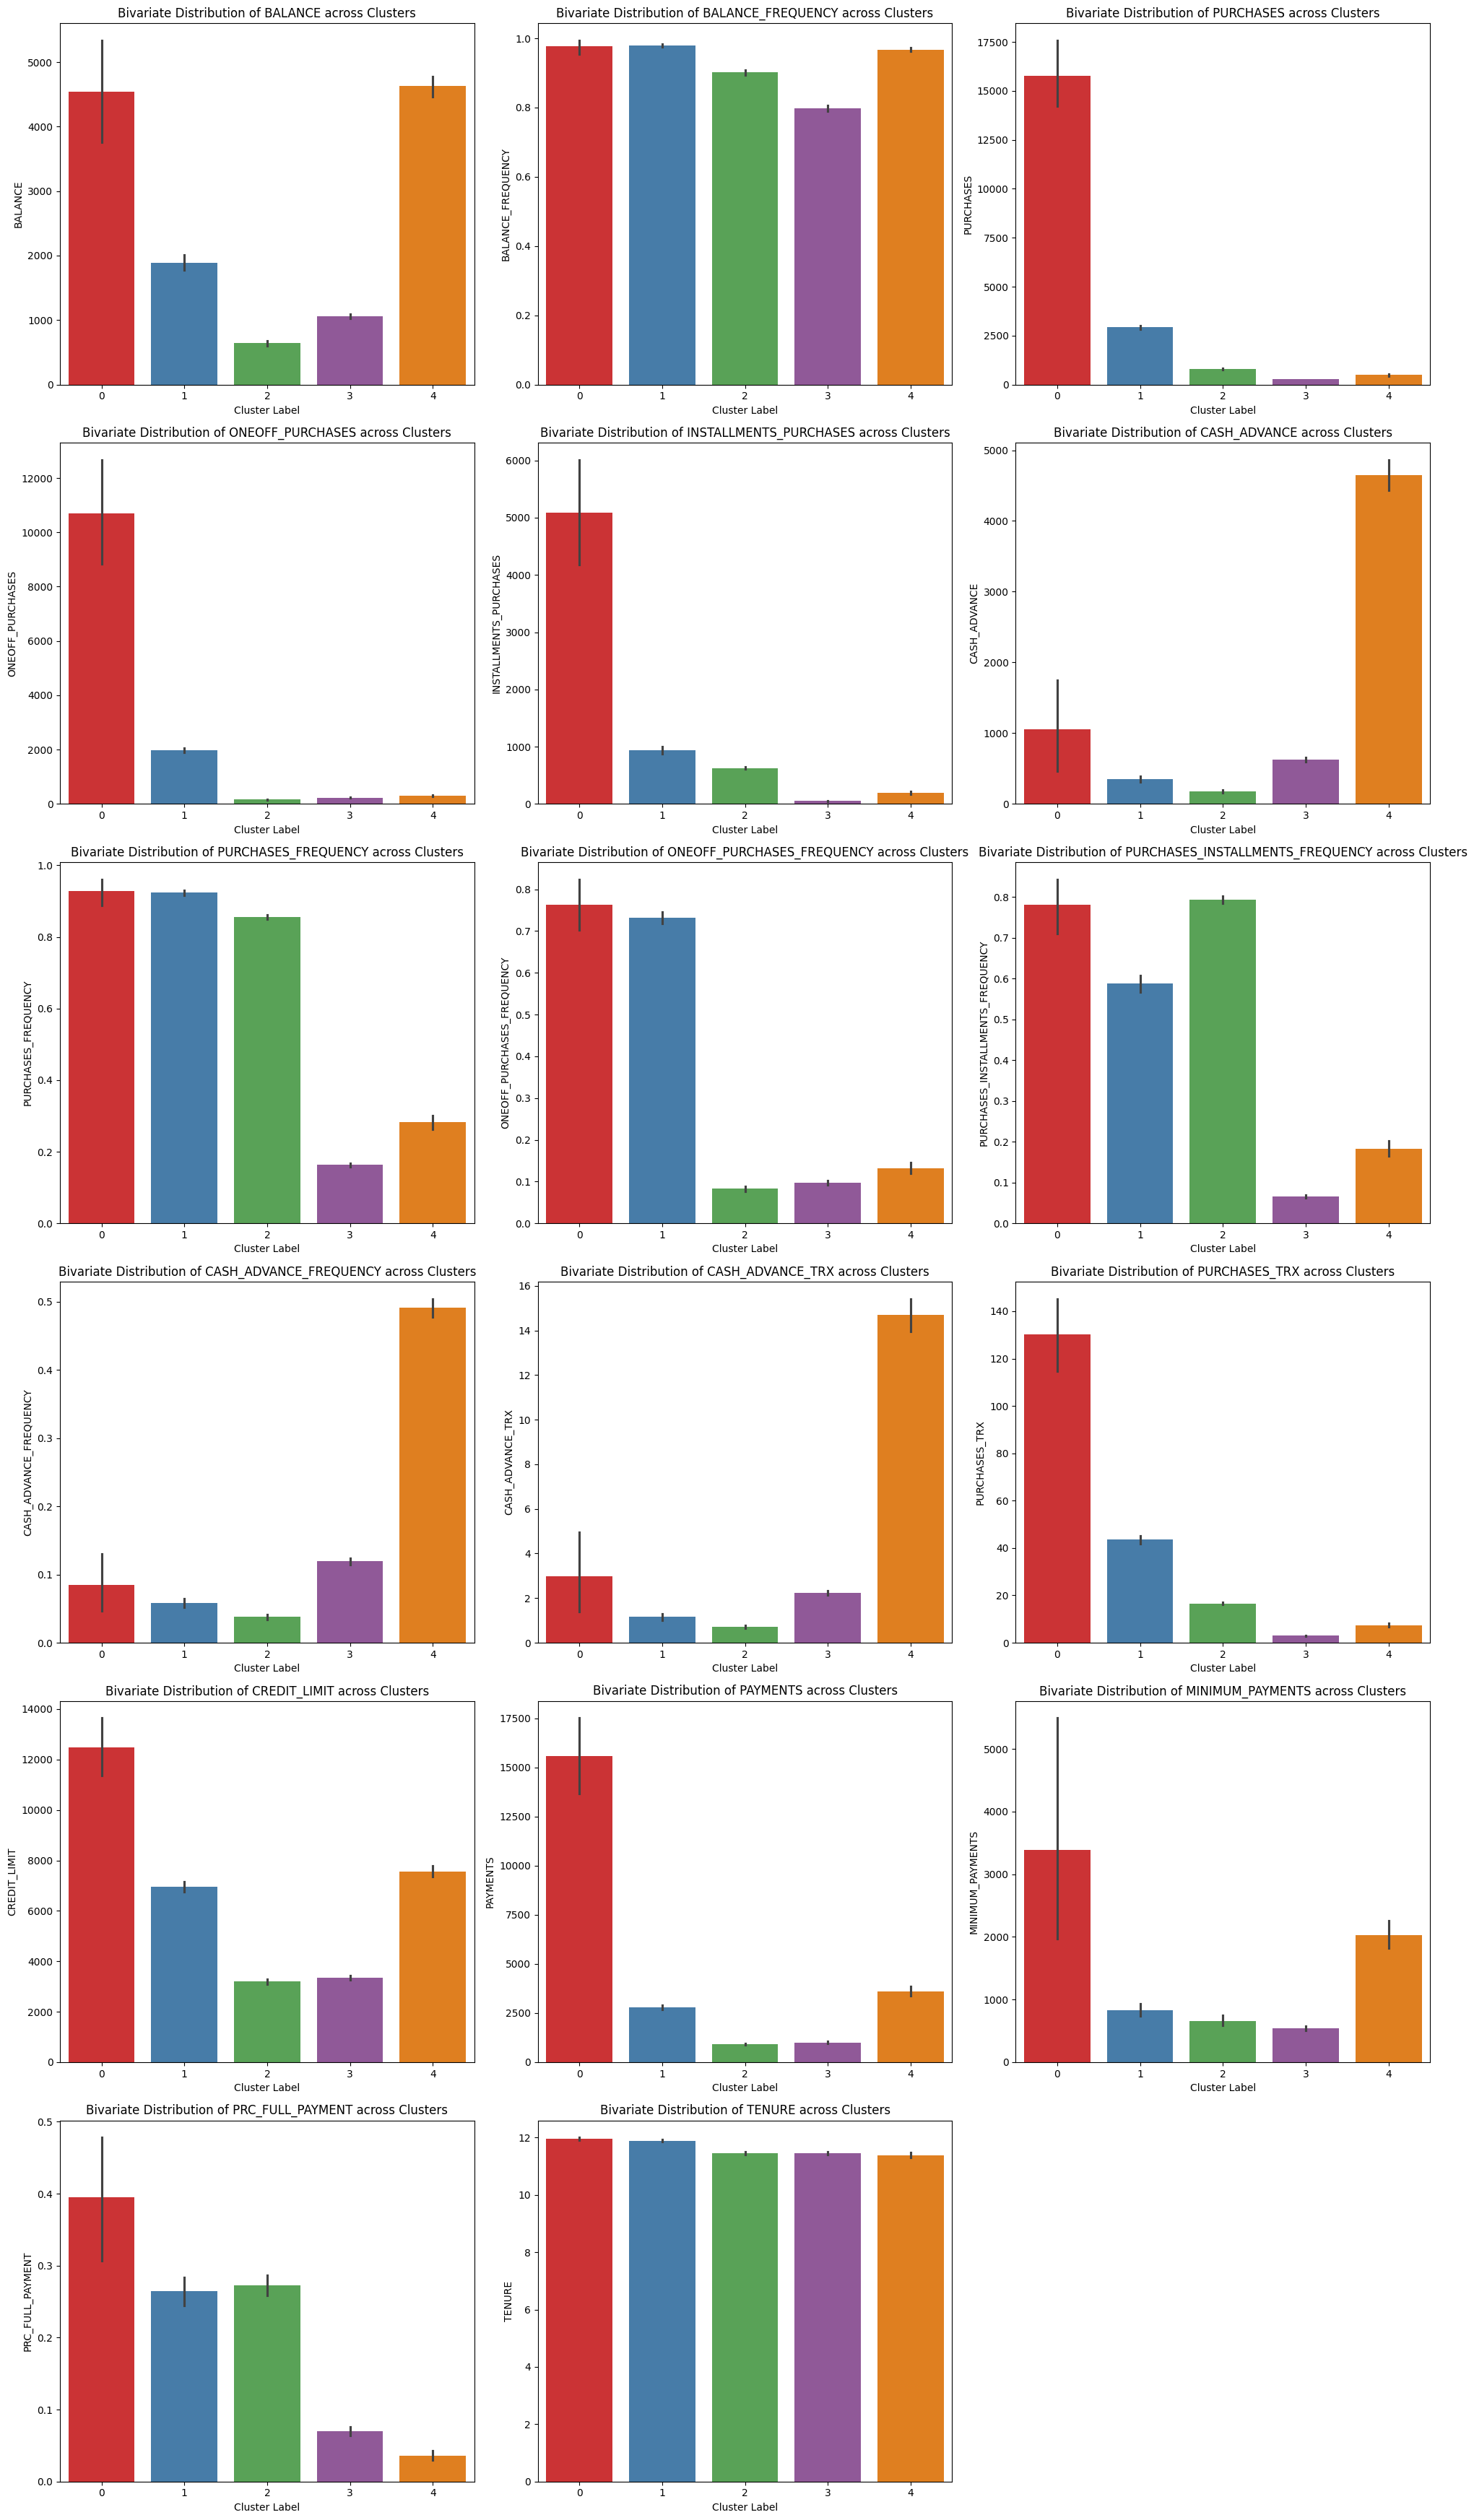 Bivariate Distribution of BALANCE across Clusters
BALANCE
5000
4000
3000
2000
1000
0
0 1 2 3 4
Cluster Label
Bivariate Distribution of BALANCE_FREQUENCY across Clusters
BALANCE_FREQUENCY
1.0
0.8
0.6
0.4
0.2
0.0
0 1 2 3 4
Cluster Label
Bivariate Distribution of PURCHASES across Clusters
PURCHASES
17500
15000
12500
10000
7500
5000
2500
0
0 1 2 3 4
Cluster Label
Bivariate Distribution of ONEOFF_PURCHASES across Clusters
ONEOFF_PURCHASES
12000
10000
8000
6000
4000
2000
0
0 1 2 3 4
Cluster Label
Bivariate Distribution of INSTALLMENTS_PURCHASES across Clusters
INSTALLMENTS_PURCHASES
6000
5000
4000
3000
2000
1000
0
0 1 2 3 4
Cluster Label
Bivariate Distribution of CASH_ADVANCE across Clusters
CASH_ADVANCE
5000
4000
3000
2000
1000
0
0 1 2 3 4
Cluster Label
Bivariate Distribution of PURCHASES_FREQUENCY across Clusters
PURCHASES_FREQUENCY
1.0
0.8
0.6
0.4
0.2
0.0
0 1 2 3 4
Cluster Label
Bivariate Distribution of ONEOFF_PURCHASES_FREQUENCY across Clusters
ONEOFF_PURCHASES_FREQUENCY
0.8
0.7
0.6
0.5
0.4
0.3
0.2
0.1
0.0
0 1 2 3 4
Cluster Label
Bivariate Distribution of PURCHASES_INSTALLMENTS_FREQUENCY across Clusters
PURCHASES_INSTALLMENTS_FREQUENCY
0.8
0.7
0.6
0.5
0.4
0.3
0.2
0.1
0.0
0 1 2 3 4
Cluster Label
Bivariate Distribution of CASH_ADVANCE_FREQUENCY across Clusters
CASH_ADVANCE_FREQUENCY
0.5
0.4
0.3
0.2
0.1
0.0
0 1 2 3 4
Cluster Label
Bivariate Distribution of CASH_ADVANCE_TRX across Clusters
CASH_ADVANCE_TRX
16
14
12
10
8
6
4
2
0
0 1 2 3 4
Cluster Label
Bivariate Distribution of PURCHASES_TRX across Clusters
PURCHASES_TRX
140
120
100
80
60
40
20
0
0 1 2 3 4
Cluster Label
Bivariate Distribution of CREDIT_LIMIT across Clusters
CREDIT_LIMIT
14000
12000
10000
8000
6000
4000
2000
0
0 1 2 3 4
Cluster Label
Bivariate Distribution of PAYMENTS across Clusters
PAYMENTS
17500
15000
12500
10000
7500
5000
2500
0
0 1 2 3 4
Cluster Label
Bivariate Distribution of MINIMUM_PAYMENTS across Clusters
MINIMUM_PAYMENTS
5000
4000
3000
2000
1000
0
0 1 2 3 4
Cluster Label
Bivariate Distribution of PRC_FULL_PAYMENT across Clusters
PRC_FULL_PAYMENT
0.5
0.4
0.3
0.2
0.1
0.0
0 1 2 3 4
Cluster Label
Bivariate Distribution of TENURE across Clusters
TENURE
12
10
8
6
4
2
0
0 1 2 3 4
Cluster Label